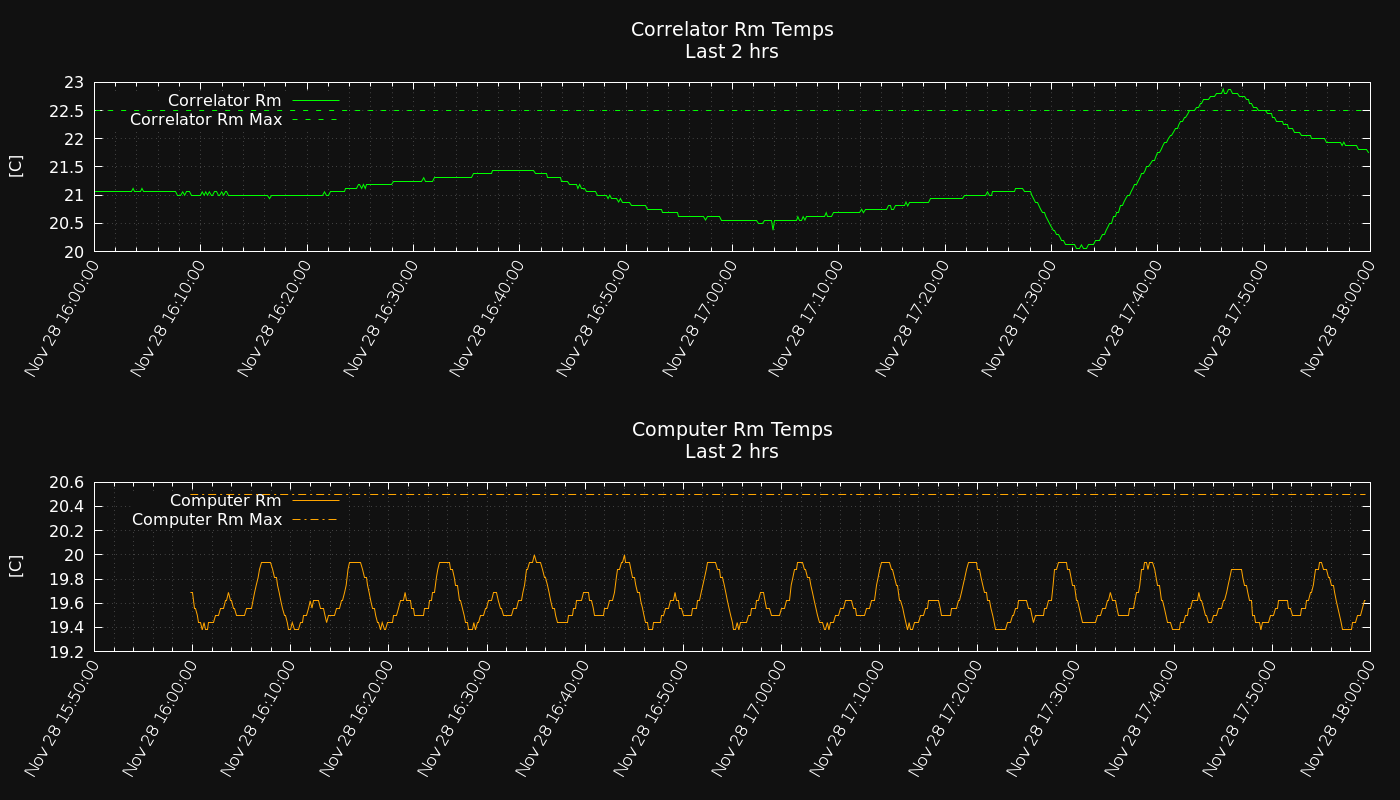 Correlator Rm Temps
Last 2 hrs
23
22.5
22
21.5
21
20.5
20
[C]
Correlator Rm
Correlator Rm Max
Nov 28 16:00:00
Nov 28 16:10:00
Nov 28 16:20:00
Nov 28 16:30:00
Nov 28 16:40:00
Nov 28 16:50:00
Nov 28 17:00:00
Nov 28 17:10:00
Nov 28 17:20:00
Nov 28 17:30:00
Nov 28 17:40:00
Nov 28 17:50:00
Nov 28 18:00:00
Computer Rm Temps
Last 2 hrs
20.6
20.4
20.2
20
19.8
19.6
19.4
19.2
[C]
Computer Rm
Computer Rm Max
Nov 28 15:50:00
Nov 28 16:00:00
Nov 28 16:10:00
Nov 28 16:20:00
Nov 28 16:30:00
Nov 28 16:40:00
Nov 28 16:50:00
Nov 28 17:00:00
Nov 28 17:10:00
Nov 28 17:20:00
Nov 28 17:30:00
Nov 28 17:40:00
Nov 28 17:50:00
Nov 28 18:00:00